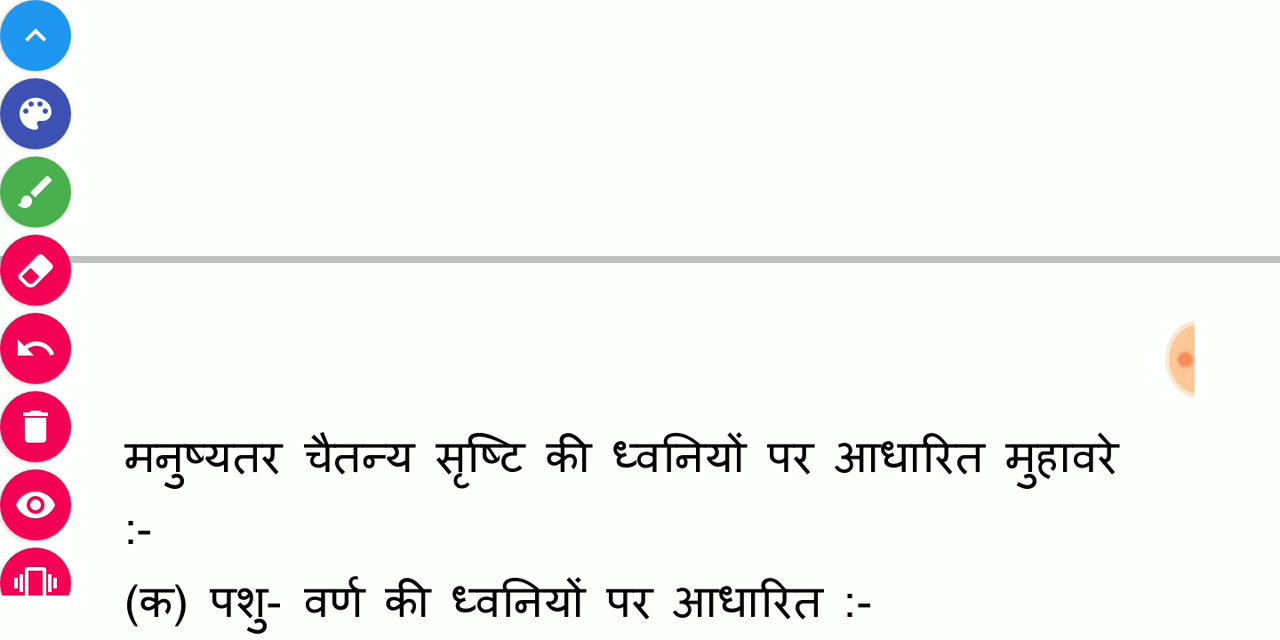 मनुष्यतर चैतन्य सृष्टि की ध्वनियों पर आधारित मुहावरे
:-
(क) पशु- वर्ण की ध्वनियों पर आधारित :-